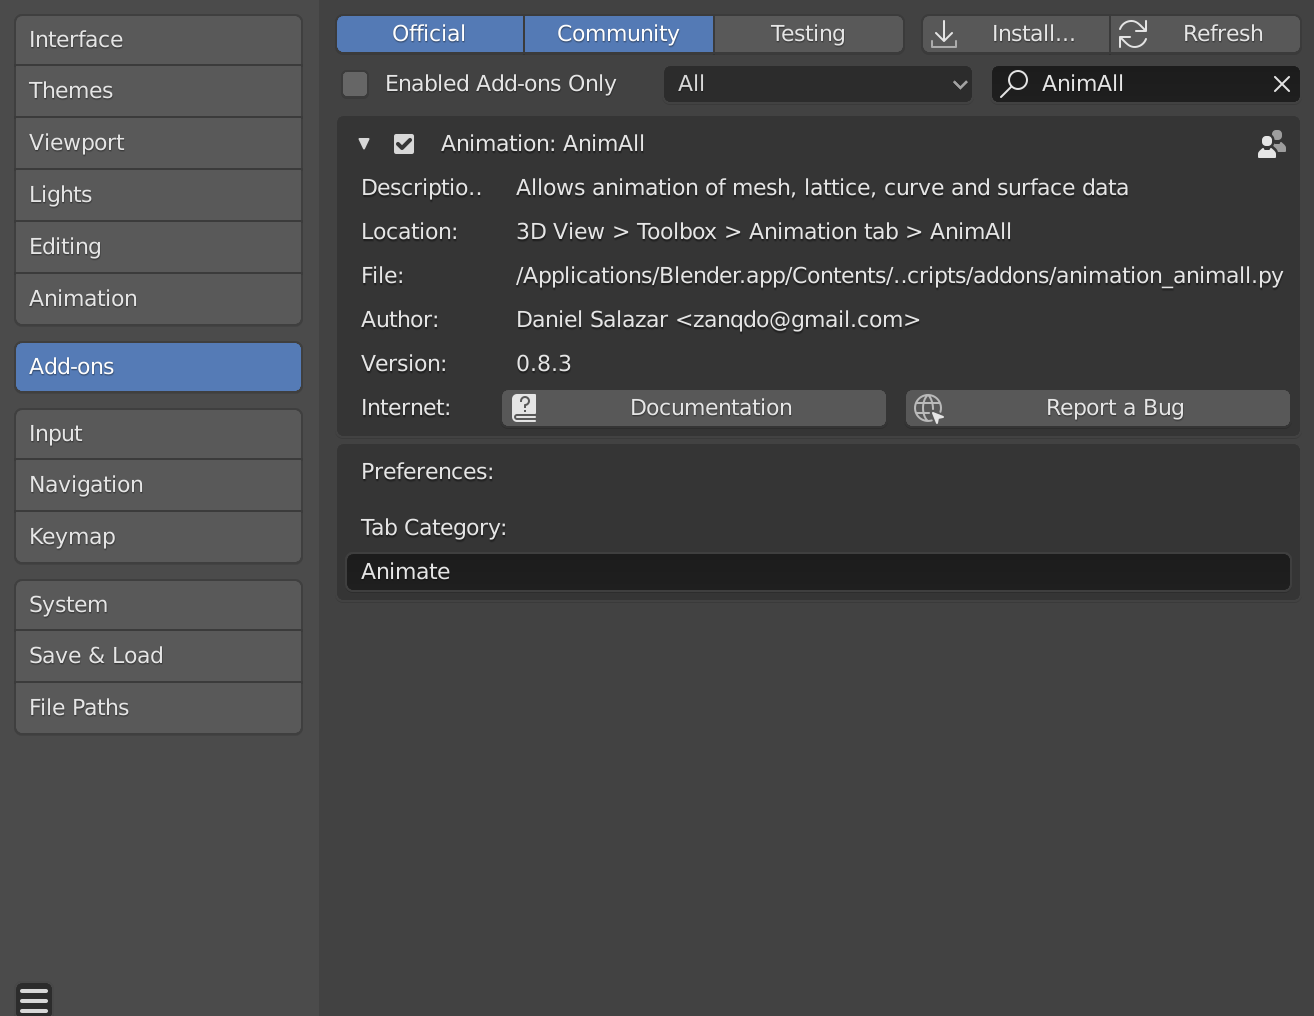 Interface
Themes
Viewport
Lights
Editing
Animation
Add-ons
Input
Navigation
Keymap
System
Save & Load
File Paths
Official Community Testing Install... Refresh
Enabled Add-ons Only All AnimAll
Animation: AnimAll
Descriptio.. Allows animation of mesh, lattice, curve and surface data
Location: 3D View > Toolbox > Animation tab > AnimAll
File: /Applications/Blender.app/Contents/..cripts/addons/animation_animall.py
Author: Daniel Salazar <zanqdo@gmail.com>
Version: 0.8.3
Internet: Documentation Report a Bug
Preferences:
Tab Category:
Animate